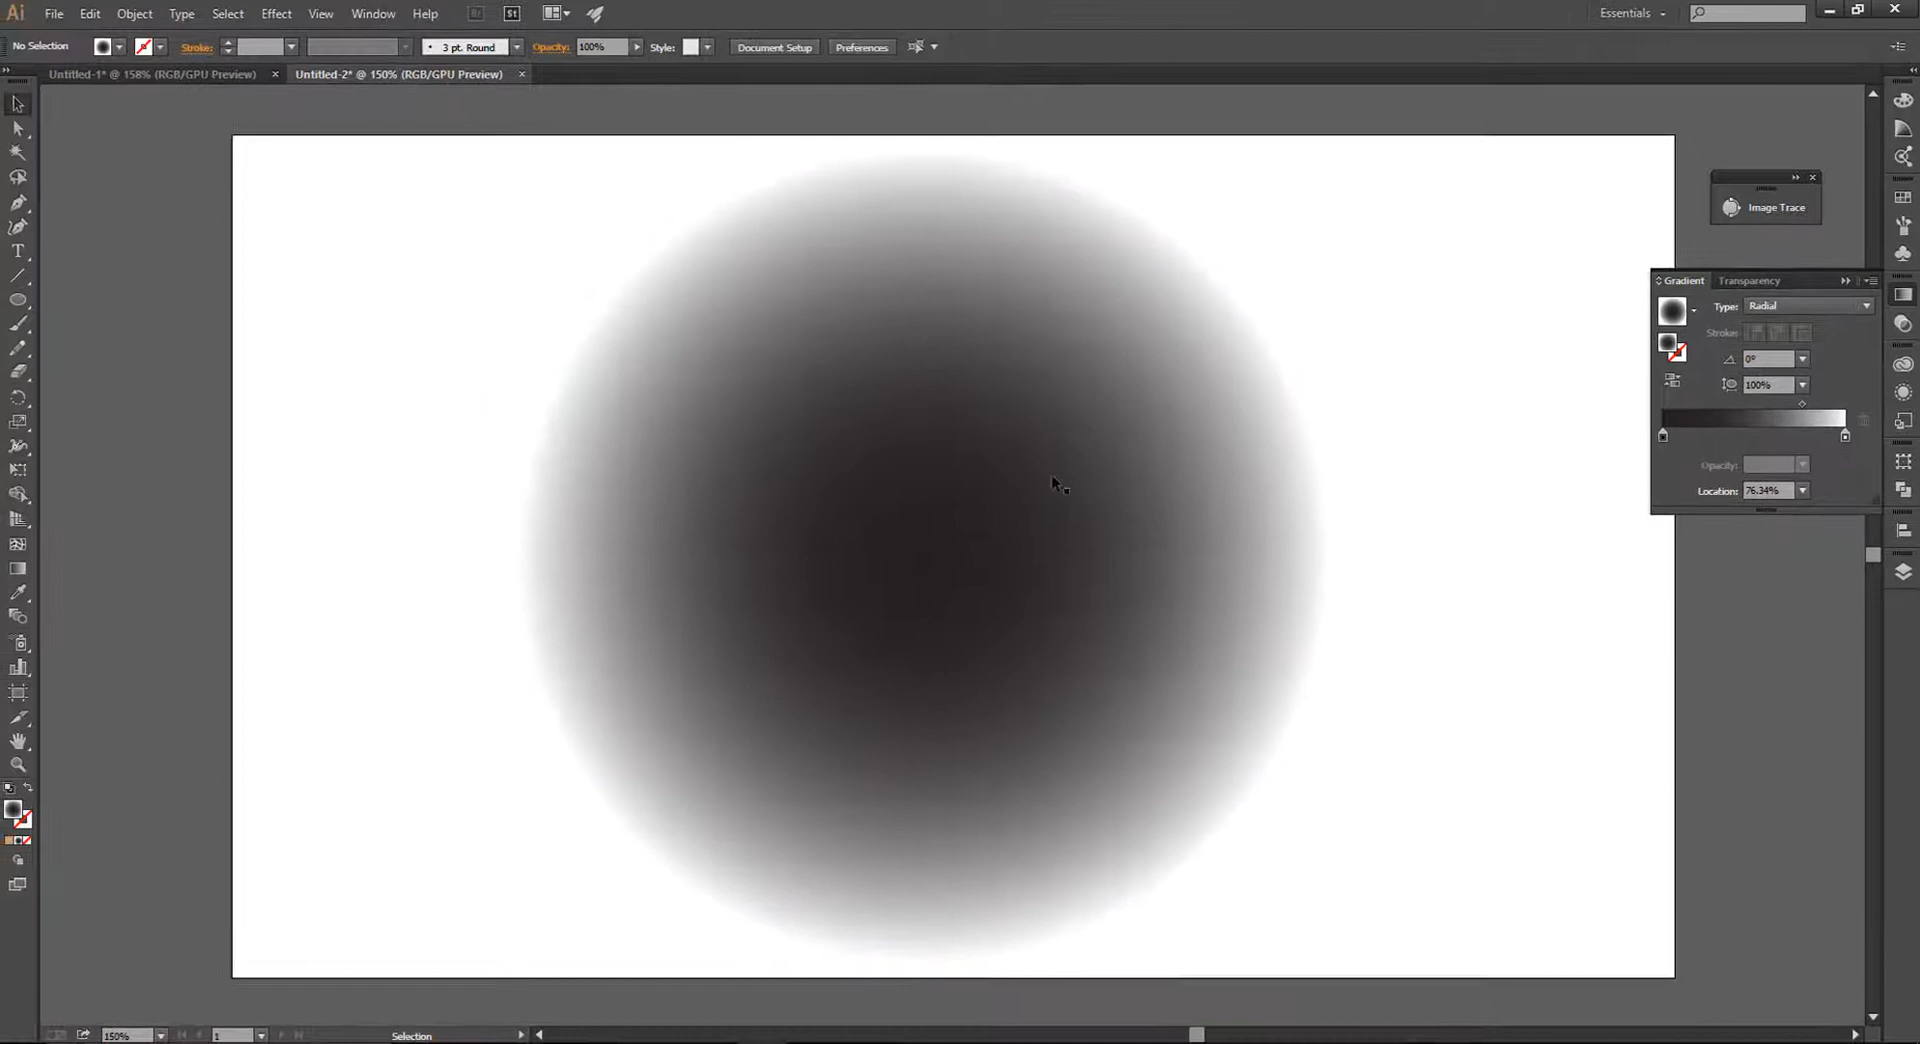 Ai File Edit Object Type Select Effect View Window Help Br St Essentials
No Selection Stroke: • 3 pt. Round Opacity: 100% Style: Document Setup Preferences
Untitled-1* @ 158% (RGB/GPU Preview) × Untitled-2* @ 150% (RGB/GPU Preview) ×
Image Trace
Gradient Transparency
Type: Radial
Stroke:
0°
100%
Opacity:
Location: 76.34%
T
150% 1 Selection